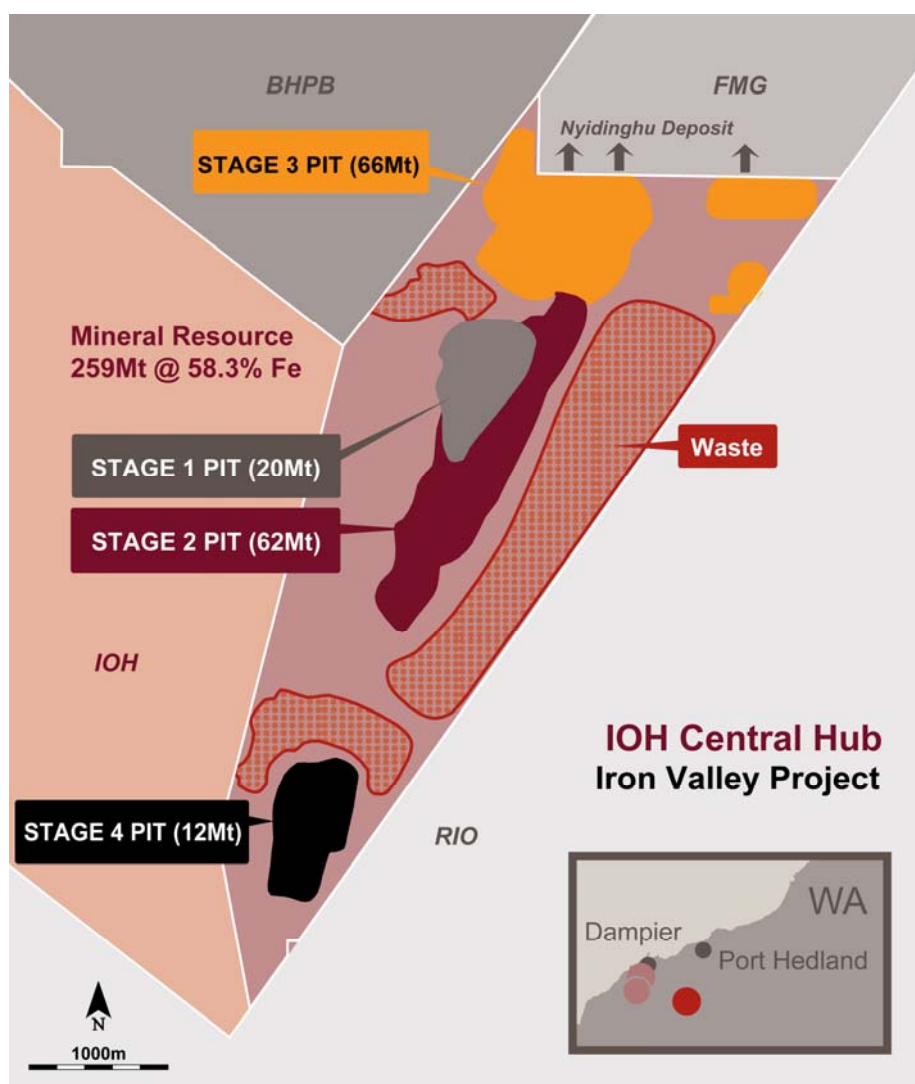 BHPB
FMG
Nyidinghu Deposit
STAGE 3 PIT (66Mt)
Mineral Resource
259Mt @ 58.3% Fe
Waste
STAGE 1 PIT (20Mt)
STAGE 2 PIT (62Mt)
IOH
IOH Central Hub
Iron Valley Project
STAGE 4 PIT (12Mt)
RIO
WA
Dampier
Port Hedland
N
1000m